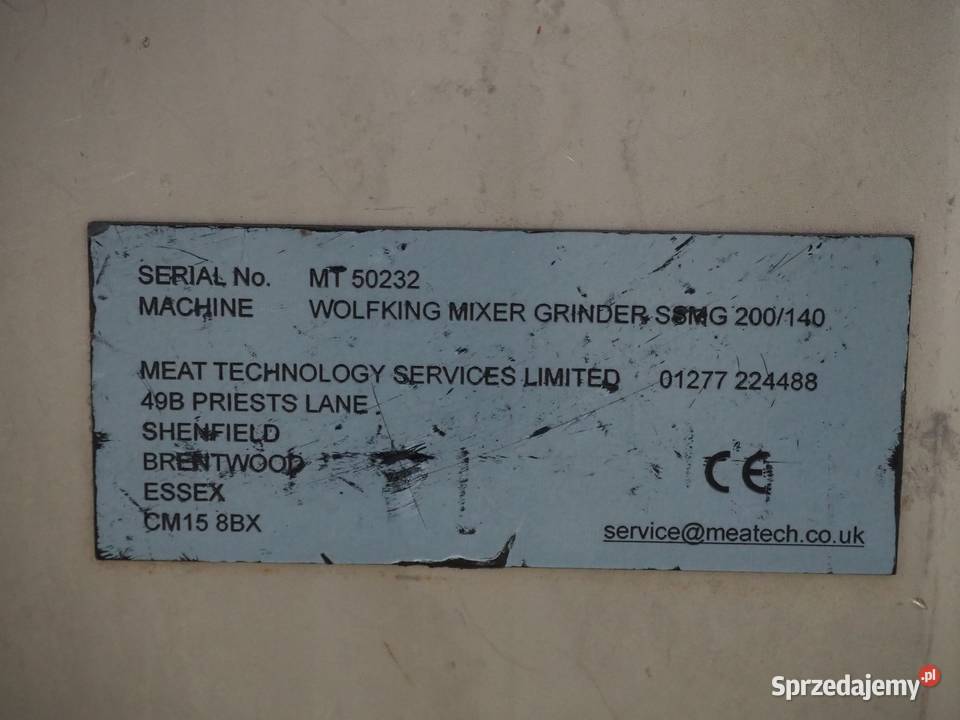 SERIAL No. MT 50232
MACHINE WOLFKING MIXER GRINDER SSMG 200/140
MEAT TECHNOLOGY SERVICES LIMITED 01277 224488
49B PRIESTS LANE
SHENFIELD
BRENTWOOD
ESSEX
CM15 8BX
CE
service@meatech.co.uk
Sprzedajemy.pl